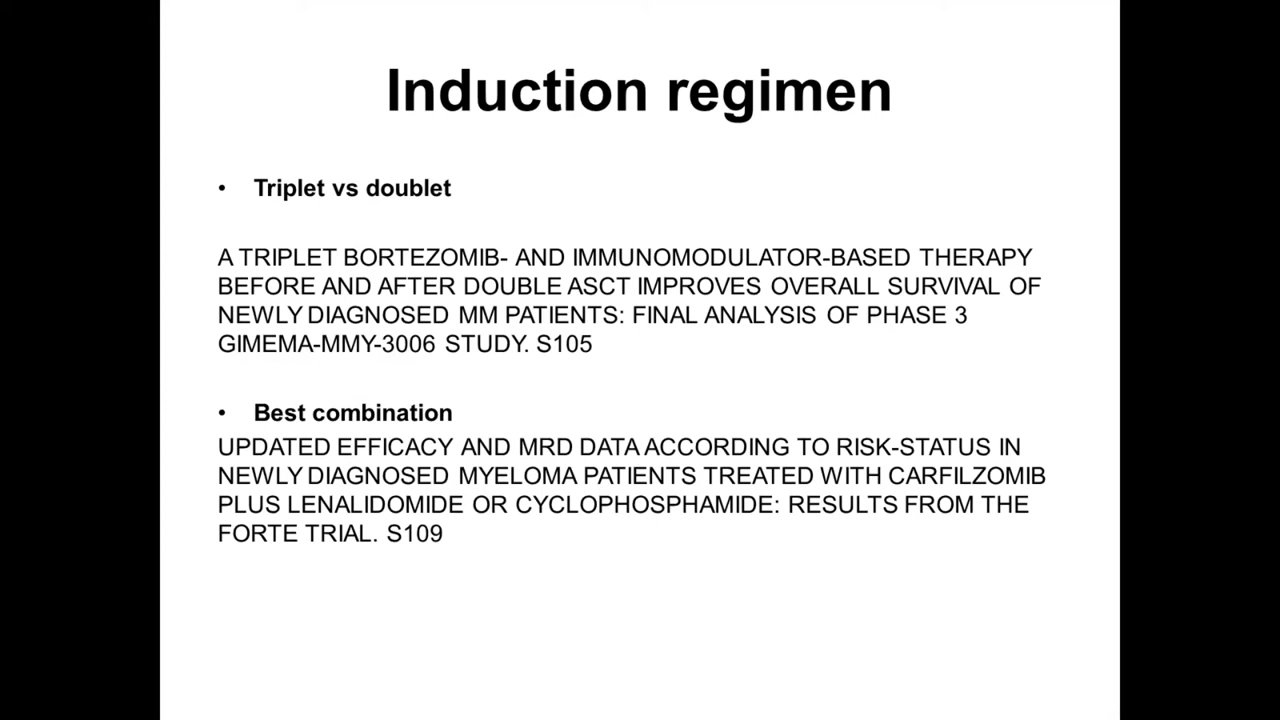 Induction regimen
• Triplet vs doublet
A TRIPLET BORTEZOMIB- AND IMMUNOMODULATOR-BASED THERAPY
BEFORE AND AFTER DOUBLE ASCT IMPROVES OVERALL SURVIVAL OF
NEWLY DIAGNOSED MM PATIENTS: FINAL ANALYSIS OF PHASE 3
GIMEMA-MMY-3006 STUDY. S105
• Best combination
UPDATED EFFICACY AND MRD DATA ACCORDING TO RISK-STATUS IN
NEWLY DIAGNOSED MYELOMA PATIENTS TREATED WITH CARFILZOMIB
PLUS LENALIDOMIDE OR CYCLOPHOSPHAMIDE: RESULTS FROM THE
FORTE TRIAL. S109